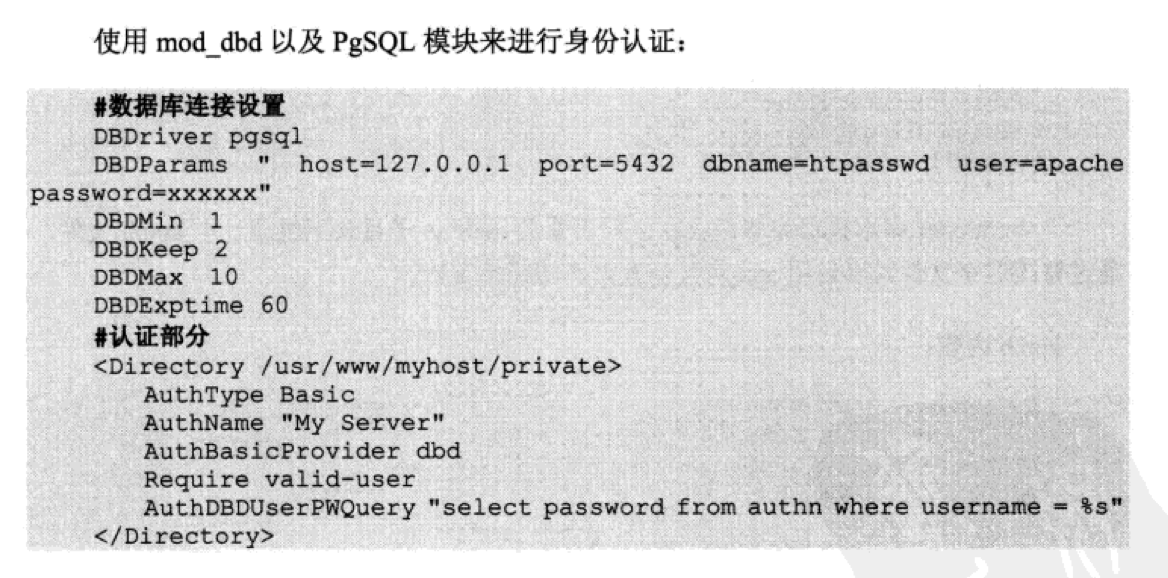 使用 mod_dbd 以及 PgSQL 模块来进行身份认证：
#数据库连接设置
DBDriver pgsql
DBDParams " host=127.0.0.1 port=5432 dbname=htpasswd user=apache
password=xxxxxx"
DBDMin 1
DBDKeep 2
DBDMax 10
DBDExptime 60
#认证部分
<Directory /usr/www/myhost/private>
AuthType Basic
AuthName "My Server"
AuthBasicProvider dbd
Require valid-user
AuthDBDUserPWQuery "select password from authn where username = %s"
</Directory>